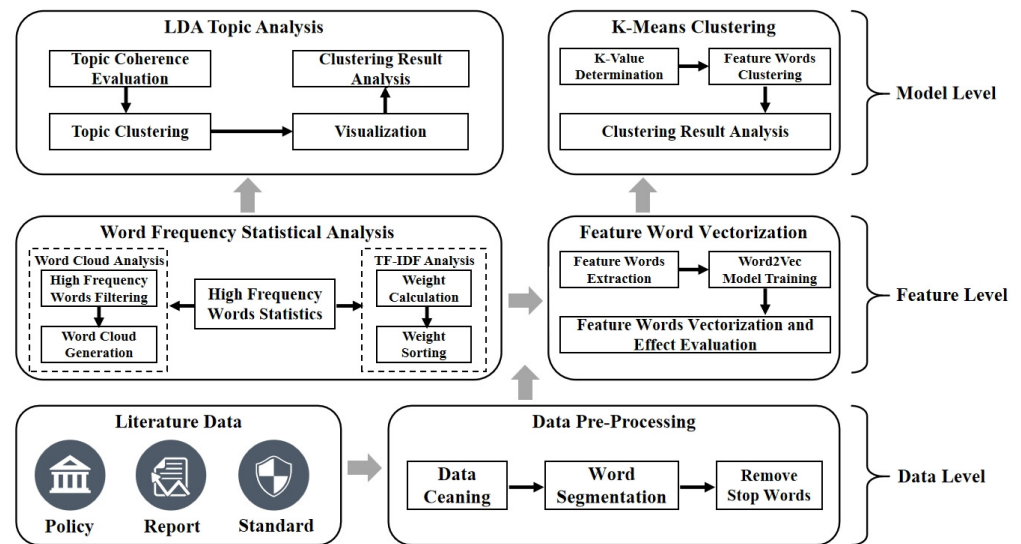 LDA Topic Analysis
Topic Coherence
Evaluation
Clustering Result
Analysis
Topic Clustering
Visualization
K-Means Clustering
K-Value
Determination
Feature Words
Clustering
Clustering Result Analysis
Model Level
Word Frequency Statistical Analysis
Word Cloud Analysis
High Frequency
Words Filtering
Word Cloud
Generation
High Frequency
Words Statistics
TF-IDF Analysis
Weight
Calculation
Weight
Sorting
Feature Word Vectorization
Feature Words
Extraction
Word2Vec
Model Training
Feature Words Vectorization and
Effect Evaluation
Feature Level
Literature Data
Policy
Report
Standard
Data Pre-Processing
Data
Ceaning
Word
Segmentation
Remove
Stop Words
Data Level